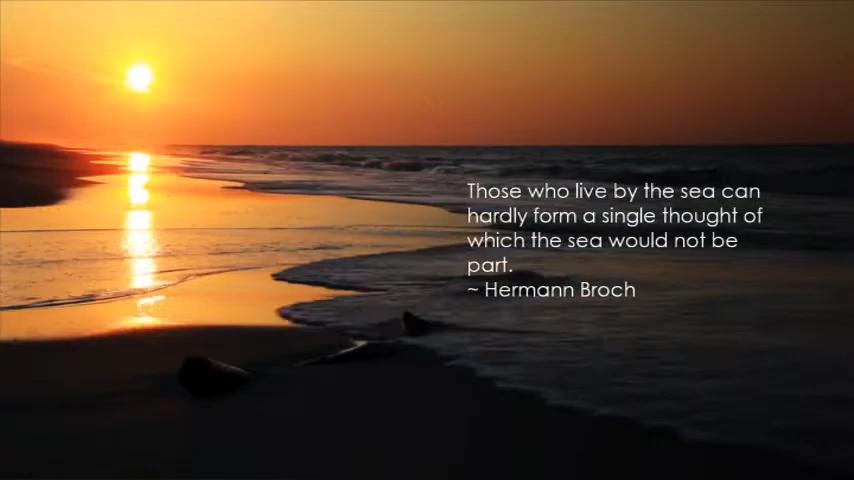 Those who live by the sea can
hardly form a single thought of
which the sea would not be
part.
~ Hermann Broch